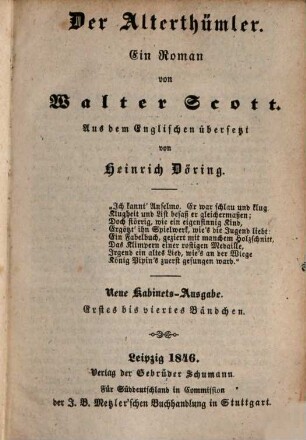 Der Alterthümler.
Ein Roman
von
Walter Scott.
Aus dem Englischen übersetzt
von
Heinrich Döring.
„Ich kannt' Anselmo. Er war schlau und klug
Klugheit und List besaß er gleichermaßen;
Doch störrig, wie ein eigensinnig Kind,
Ergötzt' ihn Spielwerk, wie's die Jugend liebt:
Ein Fabelbuch, geziert mit manchem Holzschnitt,
Das Klimpern einer rostigen Medaille,
Irgend ein altes Lied, wie's an der Wiege
König Pipin's zuerst gesungen ward.“
Neue Kabinets-Ausgabe.
Erstes bis viertes Bändchen.
Leipzig 1846.
Verlag der Gebrüder Schumann.
Für Süddeutschland in Commission
der J. B. Metzler'schen Buchhandlung in Stuttgart.